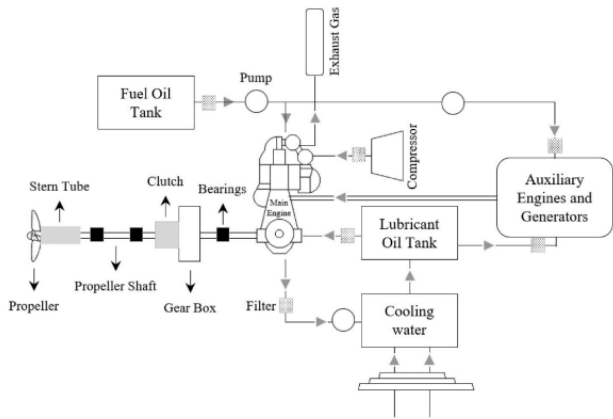 Exhaust Gas
Pump
Fuel Oil
Tank
Compressor
Stern Tube
Clutch
Bearings
Main
Engine
Auxiliary
Engines and
Generators
Lubricant
Oil Tank
Propeller Shaft
Propeller
Gear Box
Filter
Cooling
water